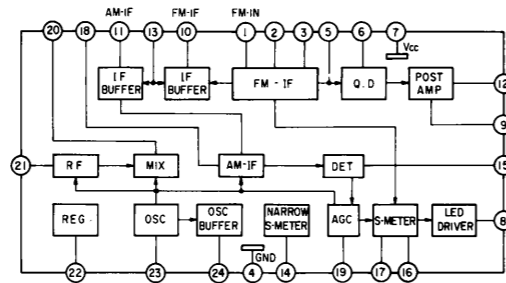 AM-IF FM-IF FM-IN
20 18 11 13 10 1 2 3 5 6 7
Vcc
IF BUFFER
IF BUFFER
FM-IF
Q.D
POST AMP
12
9
21
RF
MIX
AM-IF
DET
15
REG.
OSC
OSC BUFFER
NARROW S-METER
AGC
S-METER
LED DRIVER
8
GND
22 23 24 4 14 19 17 16